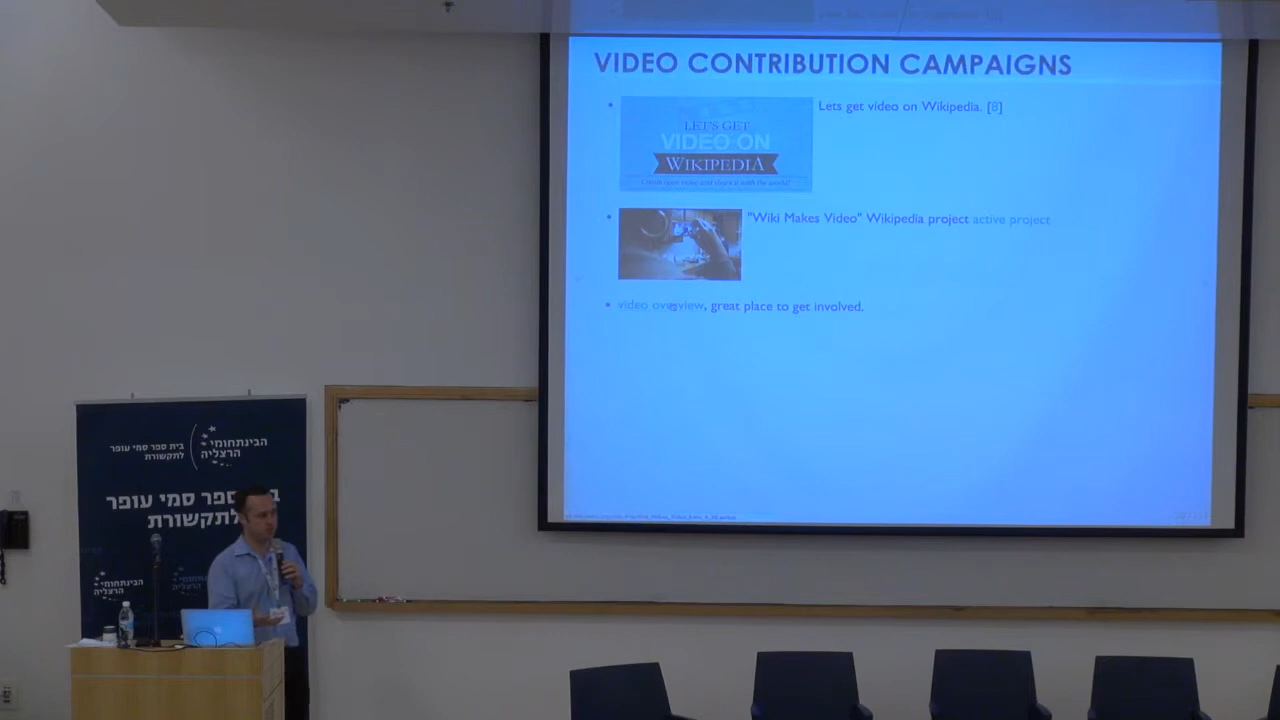 VIDEO CONTRIBUTION CAMPAIGNS
• Lets get video on Wikipedia. [8]
LET'S GET
VIDEO ON
WIKIPEDIA
• "Wiki Makes Video" Wikipedia project active project
• video overview, great place to get involved.
הבינתחומי
הרצליה
בית ספר סמי עופר
לתקשורת
ספר סמי עופר
לתקשורת
הבינתחומי
הרצליה